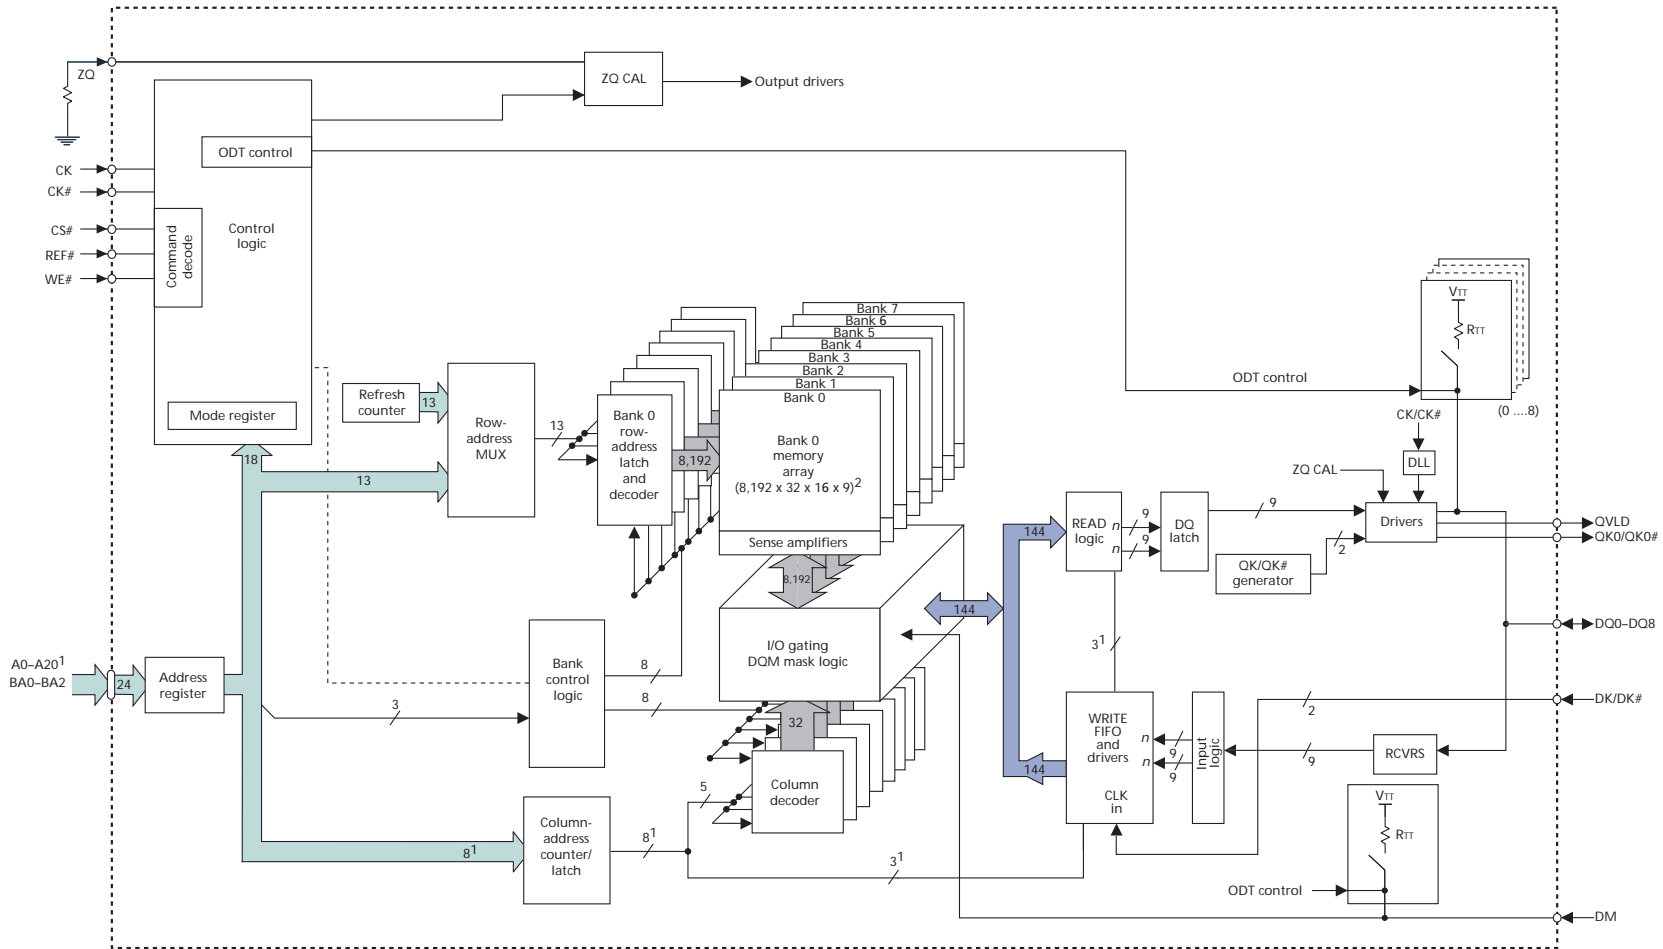 ZQ
ZQ CAL
Output drivers
ODT control
CK
CK#
CS#
REF#
WE#
Command
decode
Control
logic
Mode register
18
13
Refresh
counter
13
Row-
address
MUX
13
Bank 0
row-
address
latch
and
decoder
8,192
Bank 7
Bank 6
Bank 5
Bank 4
Bank 3
Bank 2
Bank 1
Bank 0
Bank 0
memory
array
(8,192 x 32 x 16 x 9)2
Sense amplifiers
8,192
I/O gating
DQM mask logic
32
Column
decoder
A0–A201
BA0–BA2
24
Address
register
3
Bank
control
logic
8
8
81
Column-
address
counter/
latch
81
5
31
144
144
144
READ
logic
n
n
9
9
DQ
latch
9
31
WRITE
FIFO
and
drivers
n
n
CLK
in
9
9
Input
logic
9
2
RCVRS
QK/QK#
generator
2
Drivers
ZQ CAL
DLL
CK/CK#
ODT control
VTT
RTT
(0 ....8)
QVLD
QK0/QK0#
DQ0–DQ8
DK/DK#
VTT
RTT
ODT control
DM